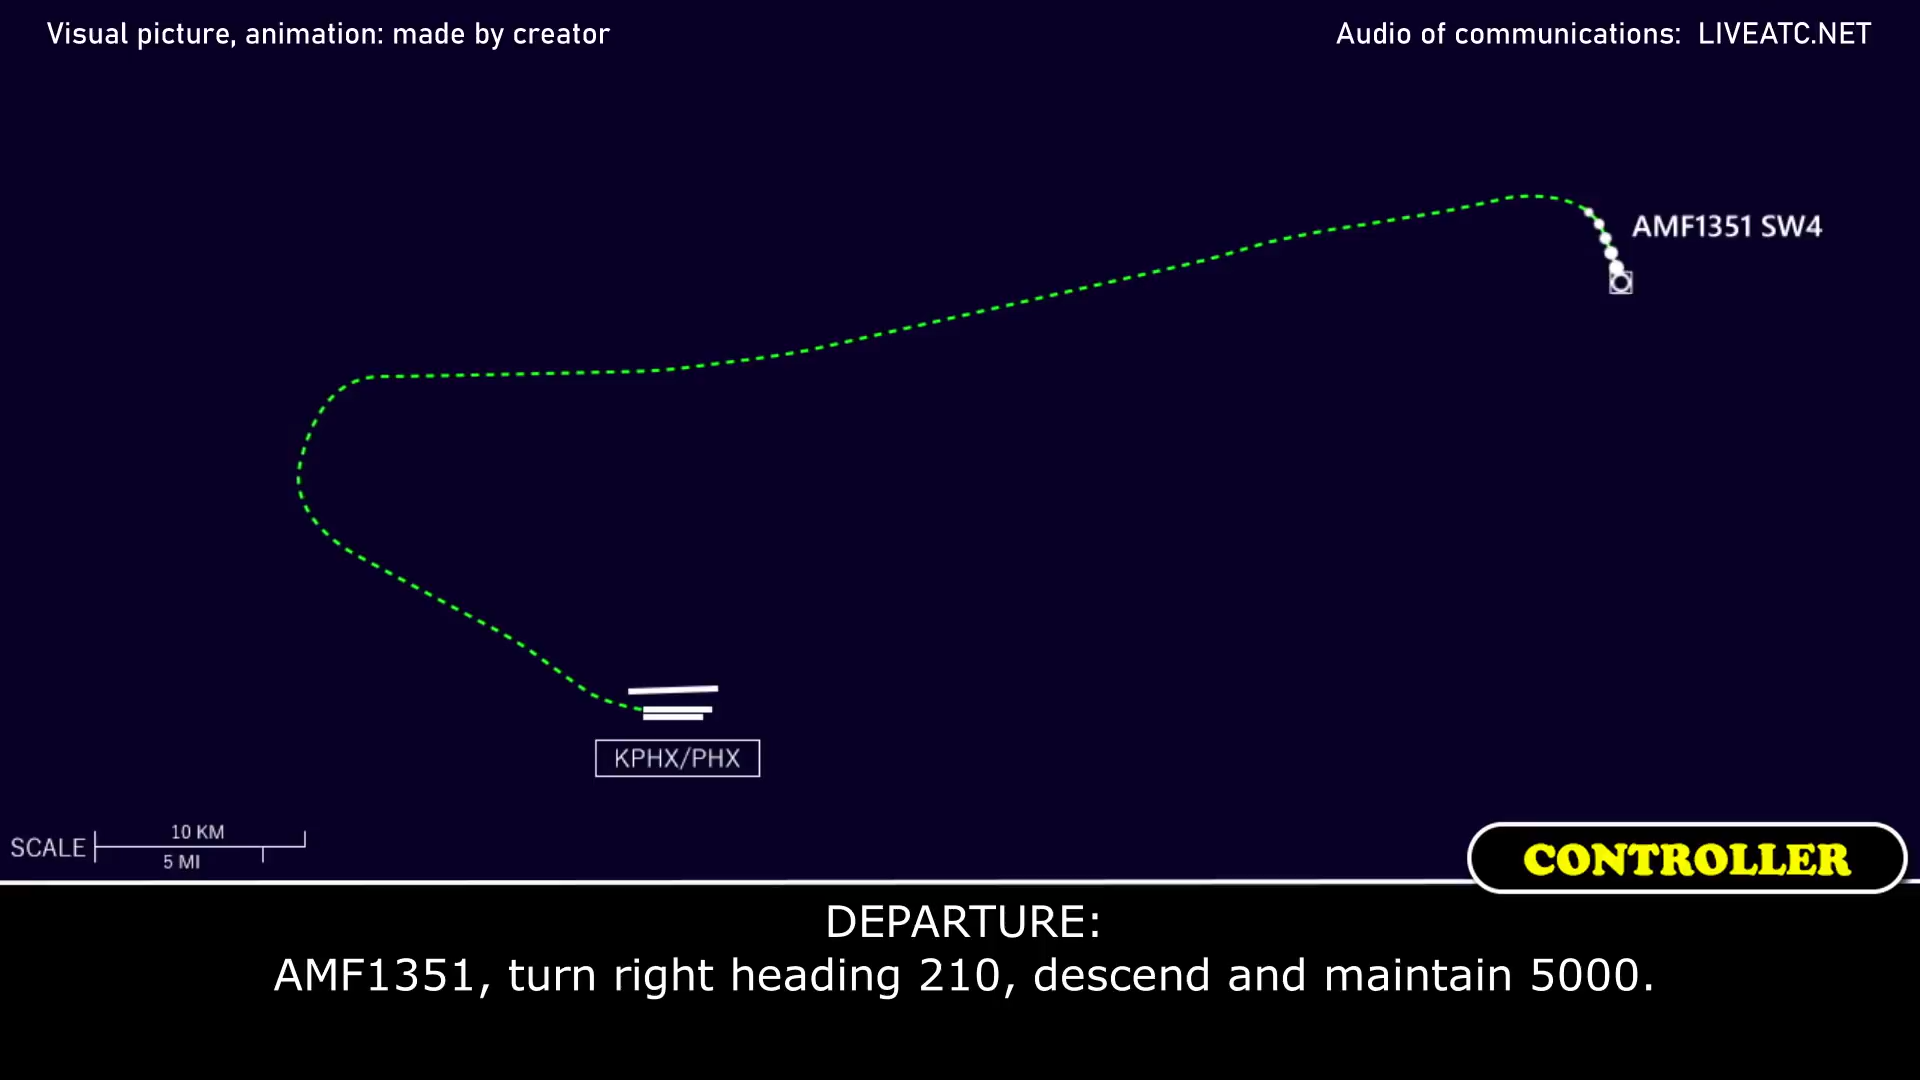 Visual picture, animation: made by creator
Audio of communications: LIVEATC.NET
AMF1351 SW4
KPHX/PHX
10 KM
SCALE
5 MI
CONTROLLER
DEPARTURE:
AMF1351, turn right heading 210, descend and maintain 5000.